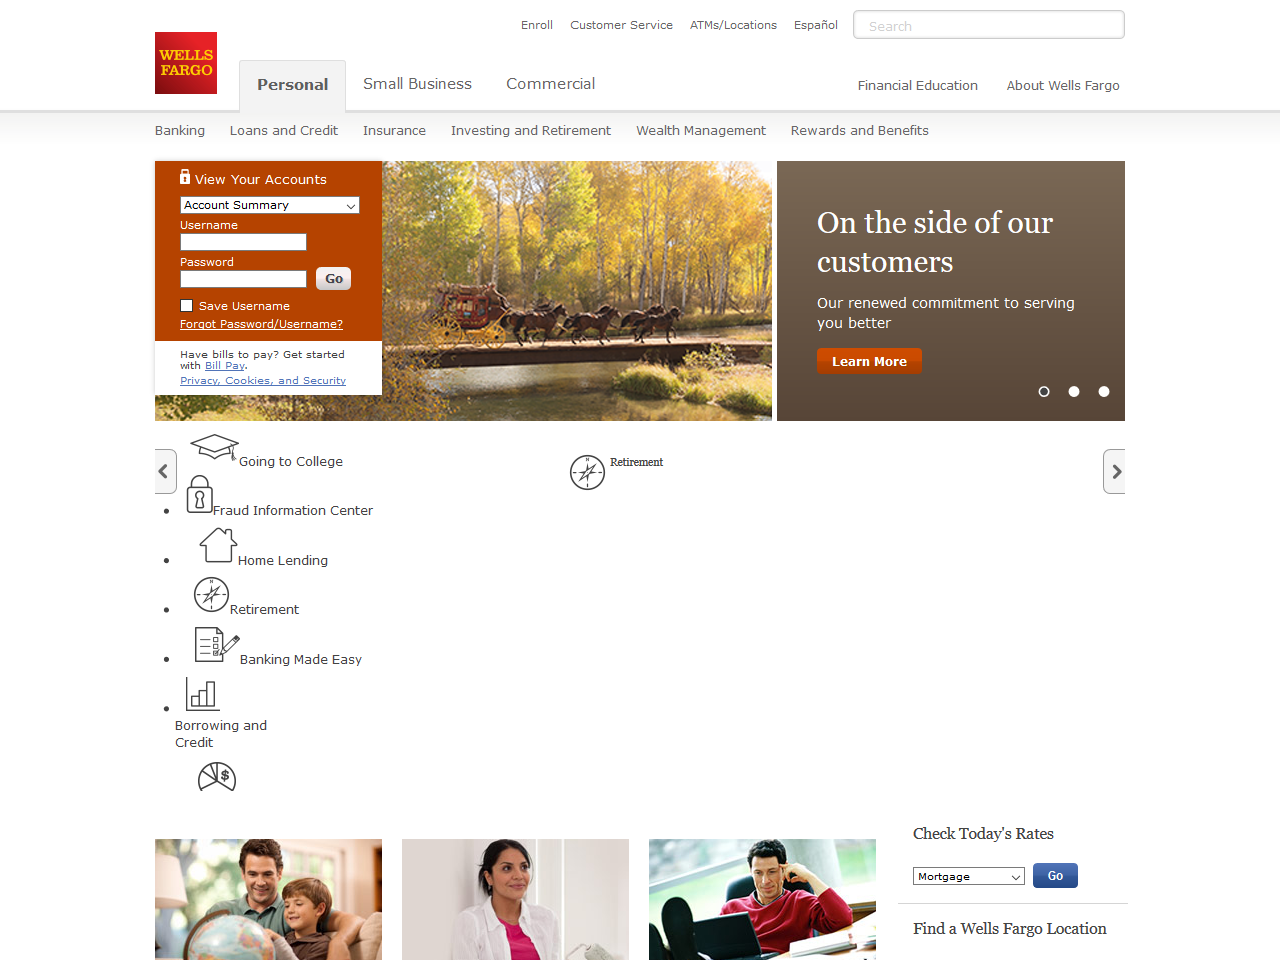 Enroll Customer Service ATMs/Locations Español Search
WELLS
FARGO
Personal Small Business Commercial Financial Education About Wells Fargo
Banking Loans and Credit Insurance Investing and Retirement Wealth Management Rewards and Benefits
View Your Accounts
Account Summary
Username
Password
Go
Save Username
Forgot Password/Username?
Have bills to pay? Get started
with Bill Pay.
Privacy, Cookies, and Security
On the side of our
customers
Our renewed commitment to serving
you better
Learn More
Going to College
Retirement
Fraud Information Center
Home Lending
Retirement
Banking Made Easy
Borrowing and
Credit
Check Today's Rates
Mortgage Go
Find a Wells Fargo Location